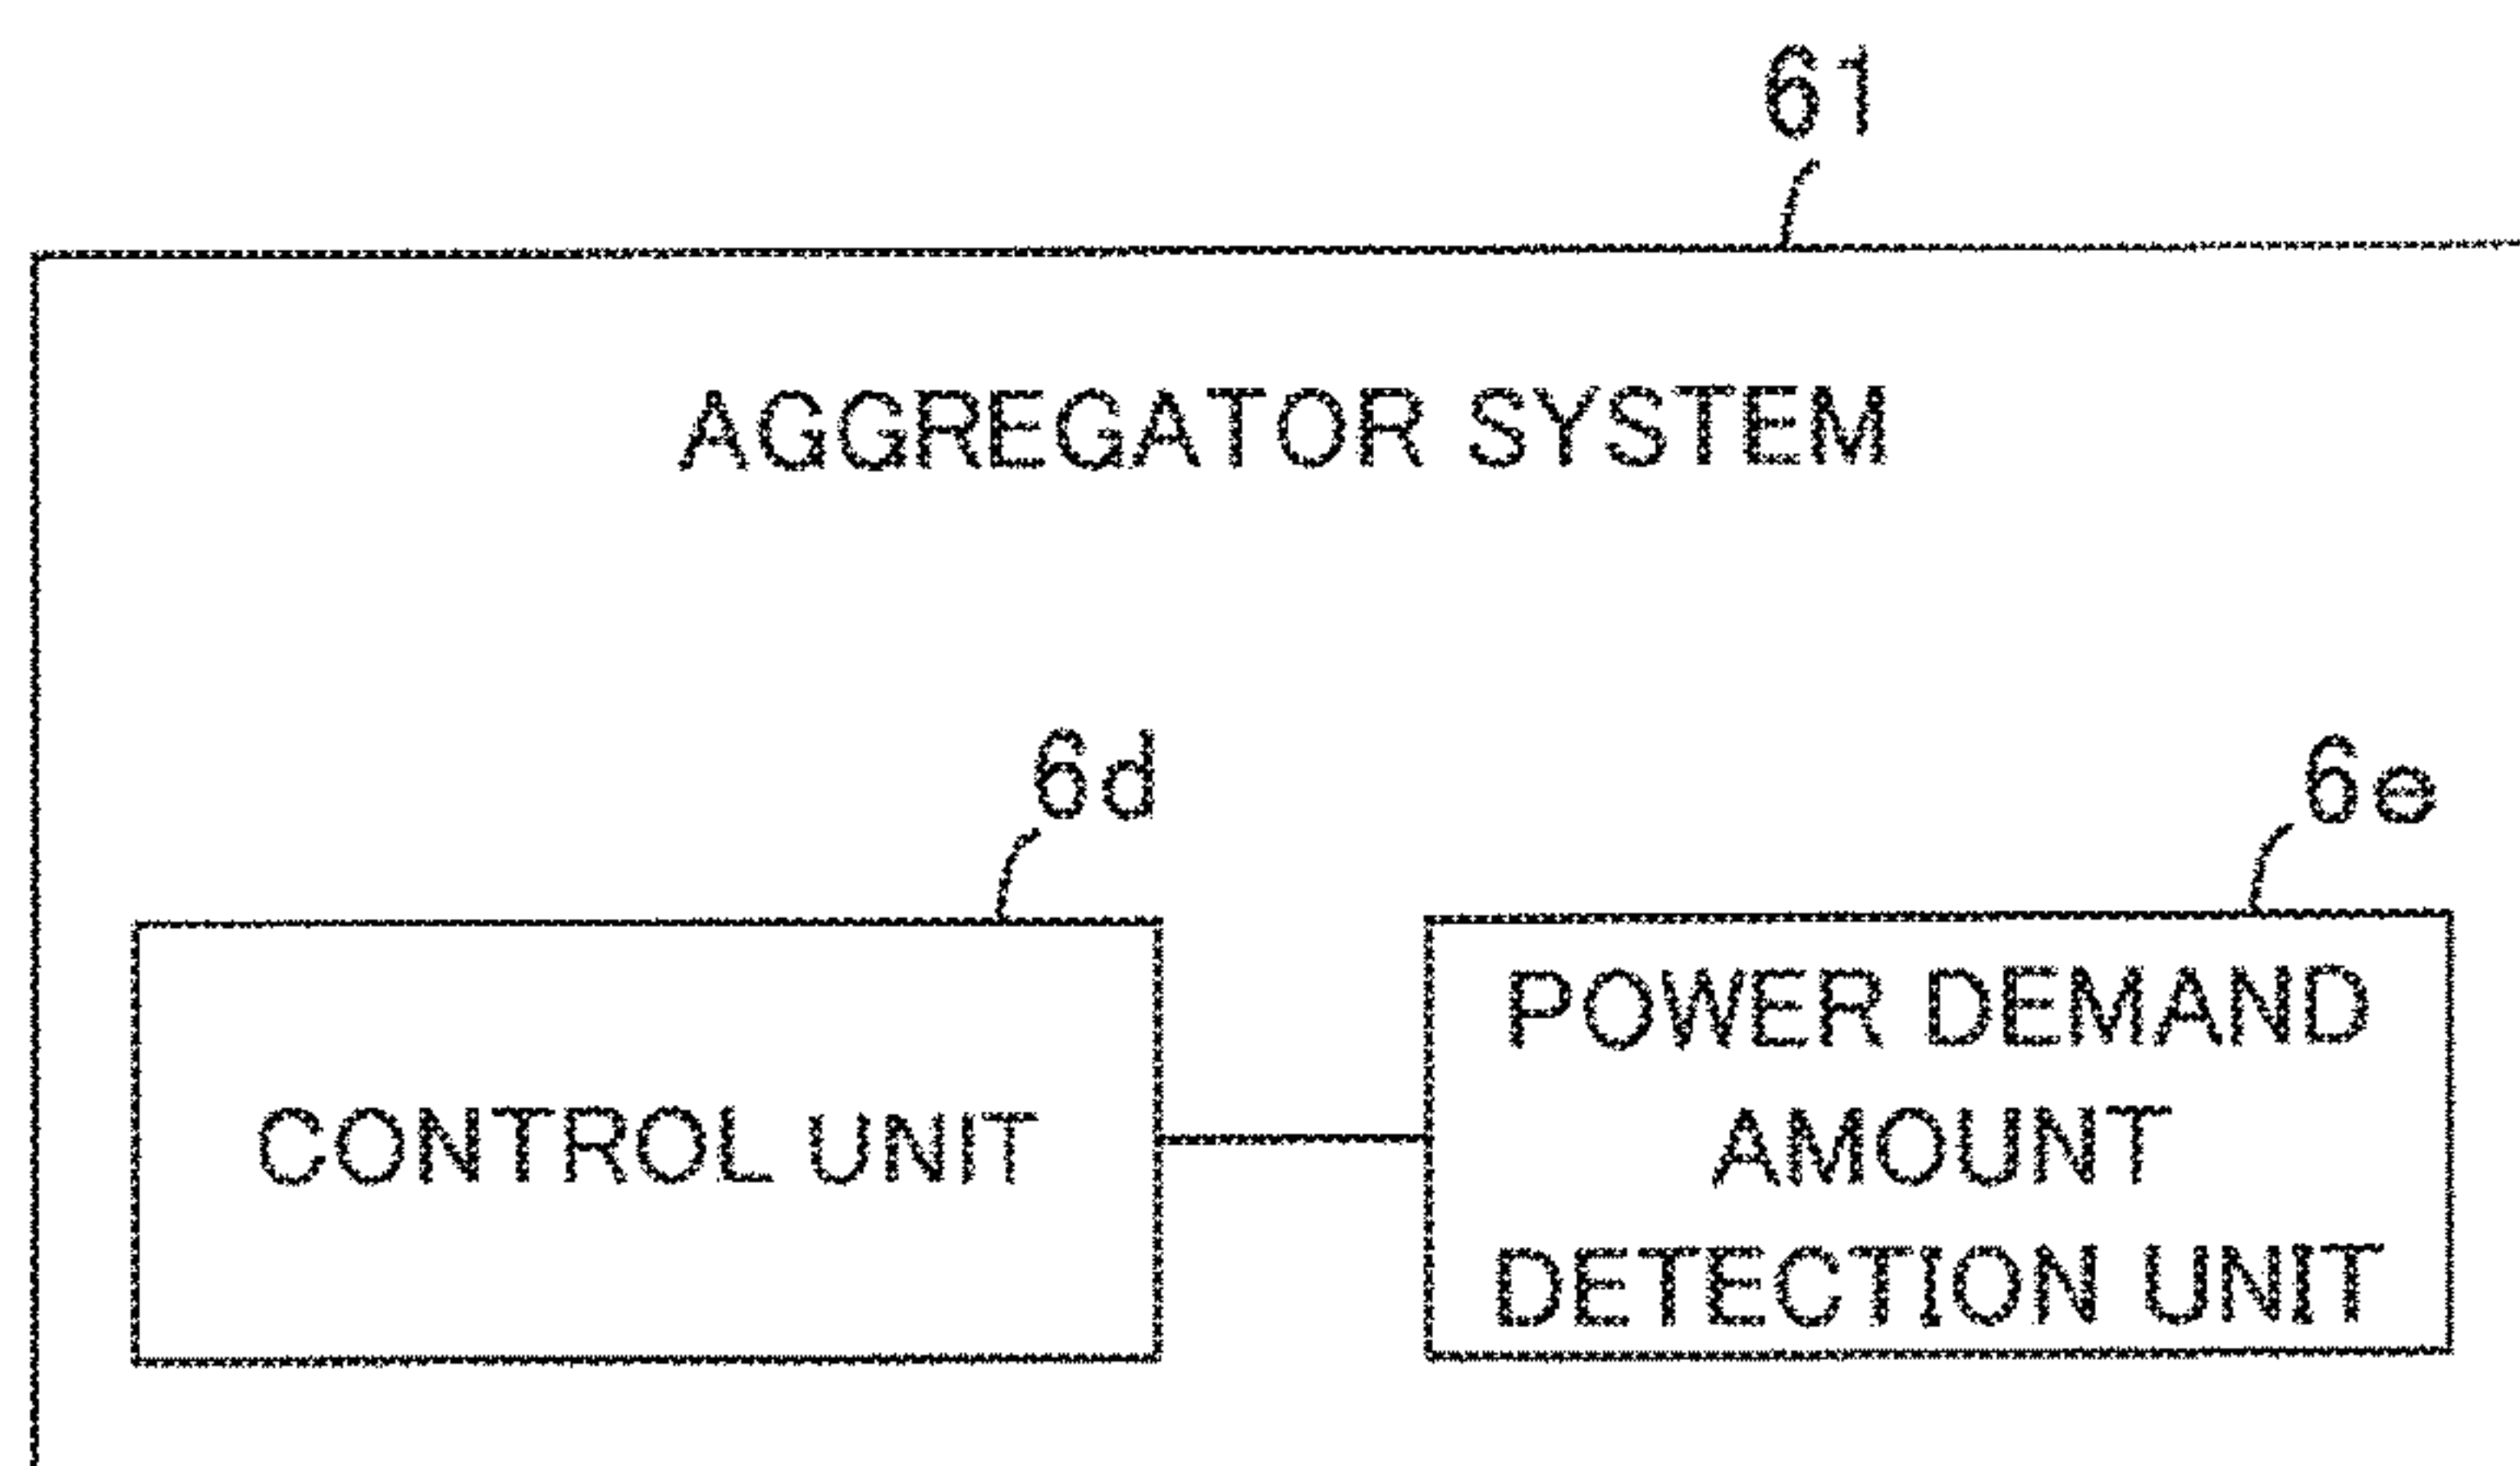 61
AGGREGATOR SYSTEM
6d
6e
CONTROL UNIT
POWER DEMAND
AMOUNT
DETECTION UNIT